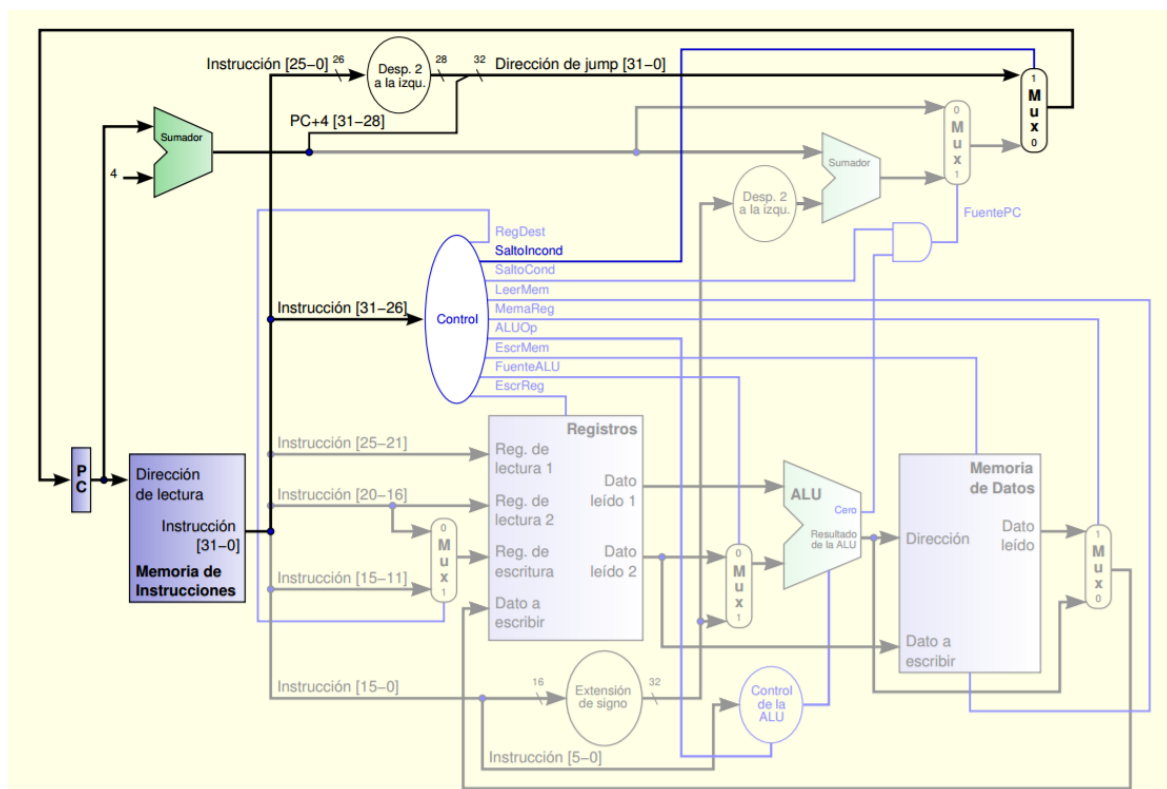 Instrucción [25–0]
26
Desp. 2
a la izqu.
28
32
Dirección de jump [31–0]
1
M
u
x
0
PC+4 [31–28]
Sumador
4
0
M
u
x
1
Sumador
Desp. 2
a la izqu.
FuentePC
RegDest
SaltoIncond
SaltoCond
LeerMem
MemaReg
ALUOp
EscrMem
FuenteALU
EscrReg
Instrucción [31–26]
Control
P
C
Dirección
de lectura
Instrucción
[31–0]
Memoria de
Instrucciones
Instrucción [25–21]
Instrucción [20–16]
Instrucción [15–11]
0
M
u
x
1
Registros
Reg. de
lectura 1
Reg. de
lectura 2
Reg. de
escritura
Dato a
escribir
Dato
leído 1
Dato
leído 2
0
M
u
x
1
ALU
Cero
Resultado
de la ALU
Memoria
de Datos
Dirección
Dato
leído
Dato a
escribir
1
M
u
x
0
Instrucción [15–0]
16
Extensión
de signo
32
Control
de la
ALU
Instrucción [5–0]